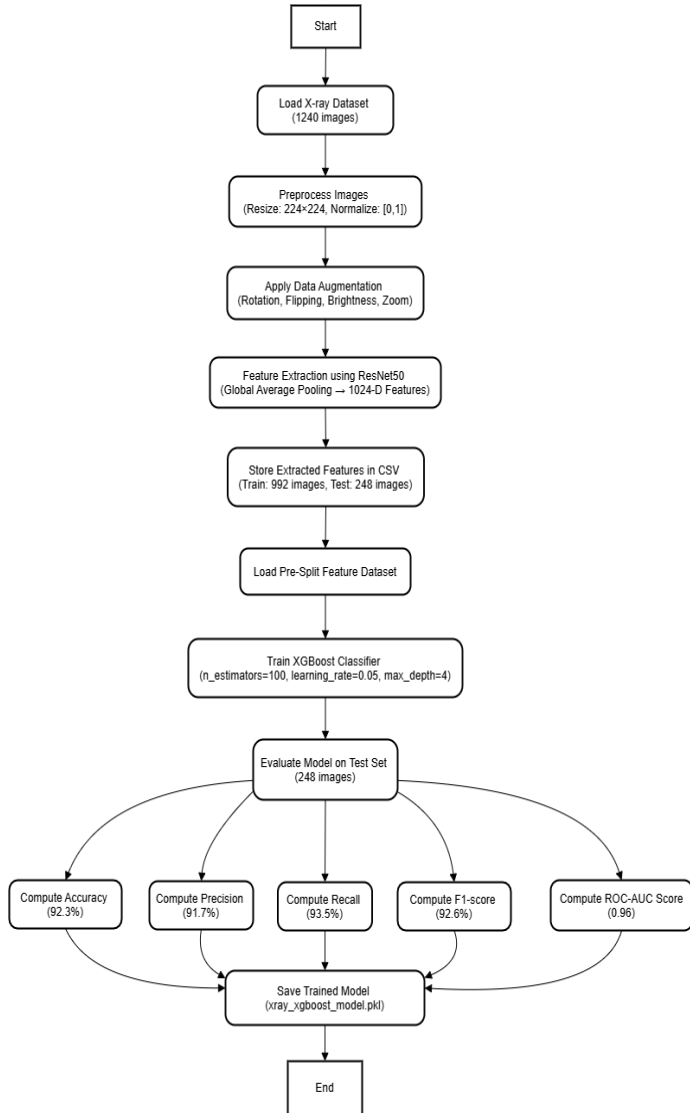 Start
Load X-ray Dataset
(1240 images)
Preprocess Images
(Resize: 224×224, Normalize: [0,1])
Apply Data Augmentation
(Rotation, Flipping, Brightness, Zoom)
Feature Extraction using ResNet50
(Global Average Pooling → 1024-D Features)
Store Extracted Features in CSV
(Train: 992 images, Test: 248 images)
Load Pre-Split Feature Dataset
Train XGBoost Classifier
(n_estimators=100, learning_rate=0.05, max_depth=4)
Evaluate Model on Test Set
(248 images)
Compute Accuracy
(92.3%)
Compute Precision
(91.7%)
Compute Recall
(93.5%)
Compute F1-score
(92.6%)
Compute ROC-AUC Score
(0.96)
Save Trained Model
(xray_xgboost_model.pkl)
End